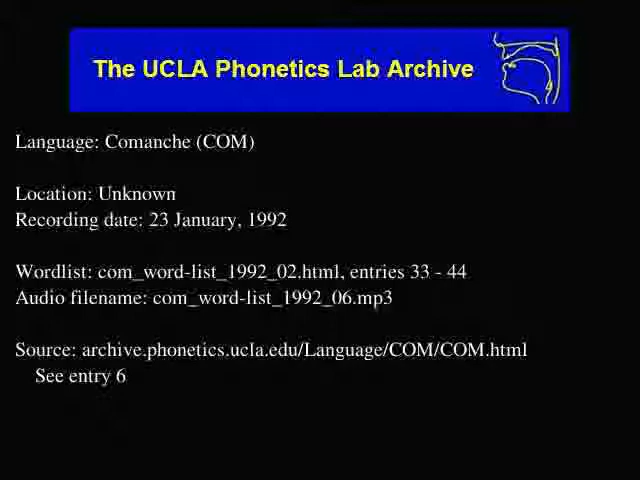 The UCLA Phonetics Lab Archive
Language: Comanche (COM)
Location: Unknown
Recording date: 23 January, 1992
Wordlist: com_word-list_1992_02.html, entries 33 - 44
Audio filename: com_word-list_1992_06.mp3
Source: archive.phonetics.ucla.edu/Language/COM/COM.html
See entry 6